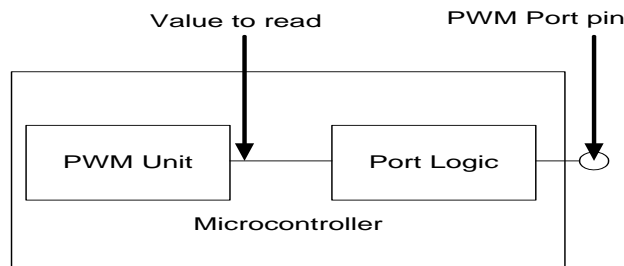 Value to read
PWM Port pin
PWM Unit
Port Logic
Microcontroller